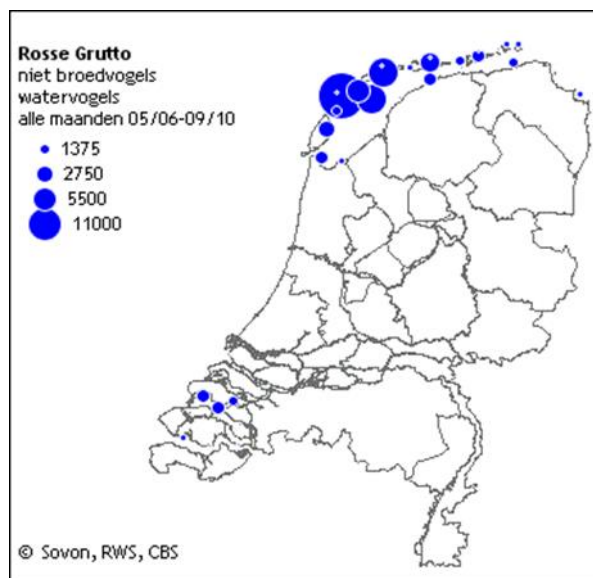 Rosse Grutto
niet broedvogels
watervogels
alle maanden 05/06-09/10
1375
2750
5500
11000
© Sovon, RWS, CBS